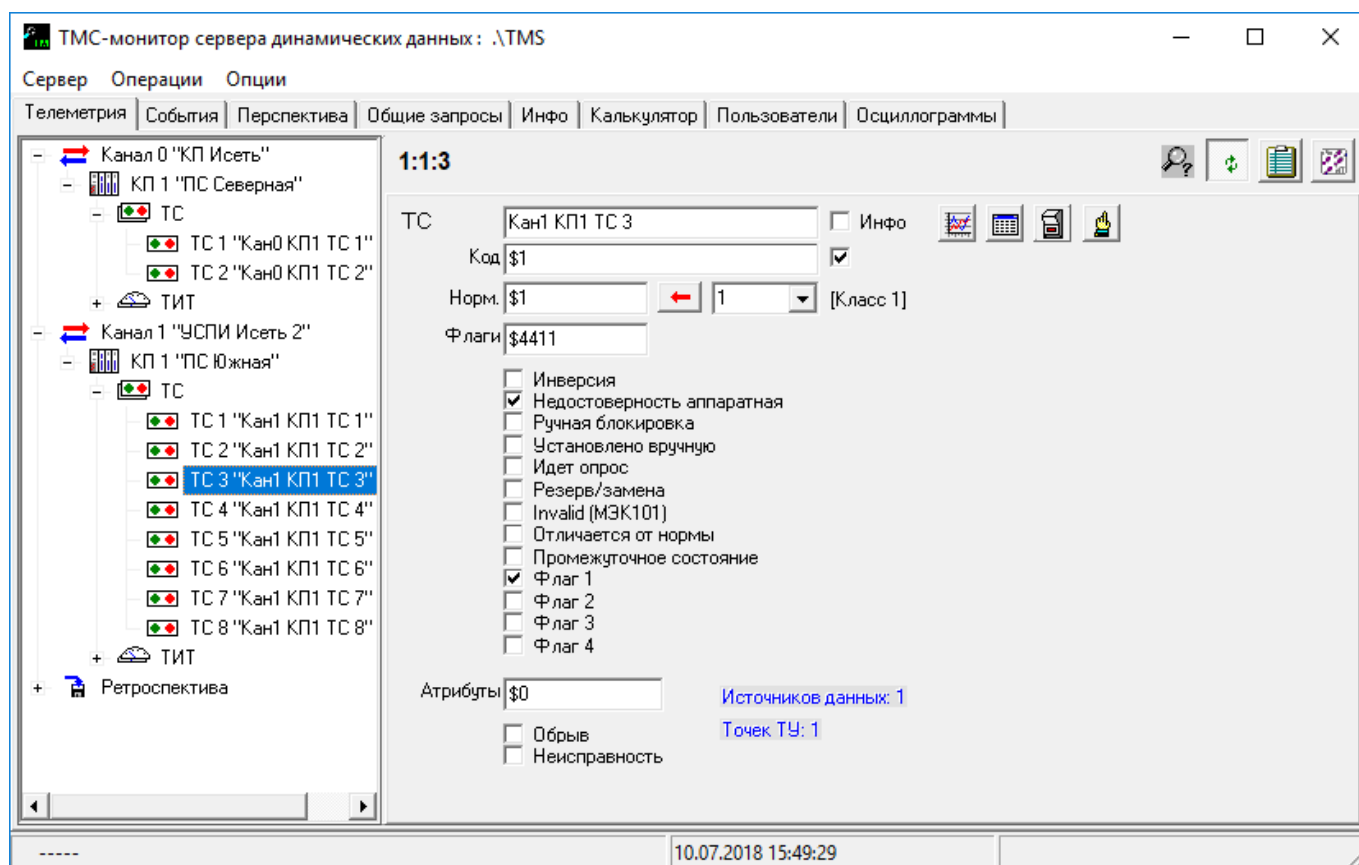 ТМС-монитор сервера динамических данных : .\TMS
Сервер Операции Опции
Телеметрия События Перспектива Общие запросы Инфо Калькулятор Пользователи Осциллограммы
Канал 0 "КП Исеть"
КП 1 "ПС Северная"
ТС
ТС 1 "Кан0 КП1 ТС 1"
ТС 2 "Кан0 КП1 ТС 2"
ТИТ
Канал 1 "УСПИ Исеть 2"
КП 1 "ПС Южная"
ТС
ТС 1 "Кан1 КП1 ТС 1"
ТС 2 "Кан1 КП1 ТС 2"
ТС 3 "Кан1 КП1 ТС 3"
ТС 4 "Кан1 КП1 ТС 4"
ТС 5 "Кан1 КП1 ТС 5"
ТС 6 "Кан1 КП1 ТС 6"
ТС 7 "Кан1 КП1 ТС 7"
ТС 8 "Кан1 КП1 ТС 8"
ТИТ
Ретроспектива
1:1:3
ТС Кан1 КП1 ТС 3 Инфо
Код $1
Норм. $1 1 [Класс 1]
Флаги $4411
Инверсия
Недостоверность аппаратная
Ручная блокировка
Установлено вручную
Идет опрос
Резерв/замена
Invalid (МЭК101)
Отличается от нормы
Промежуточное состояние
Флаг 1
Флаг 2
Флаг 3
Флаг 4
Атрибуты $0 Источников данных: 1
Обрыв Точек ТУ: 1
Неисправность
----- 10.07.2018 15:49:29